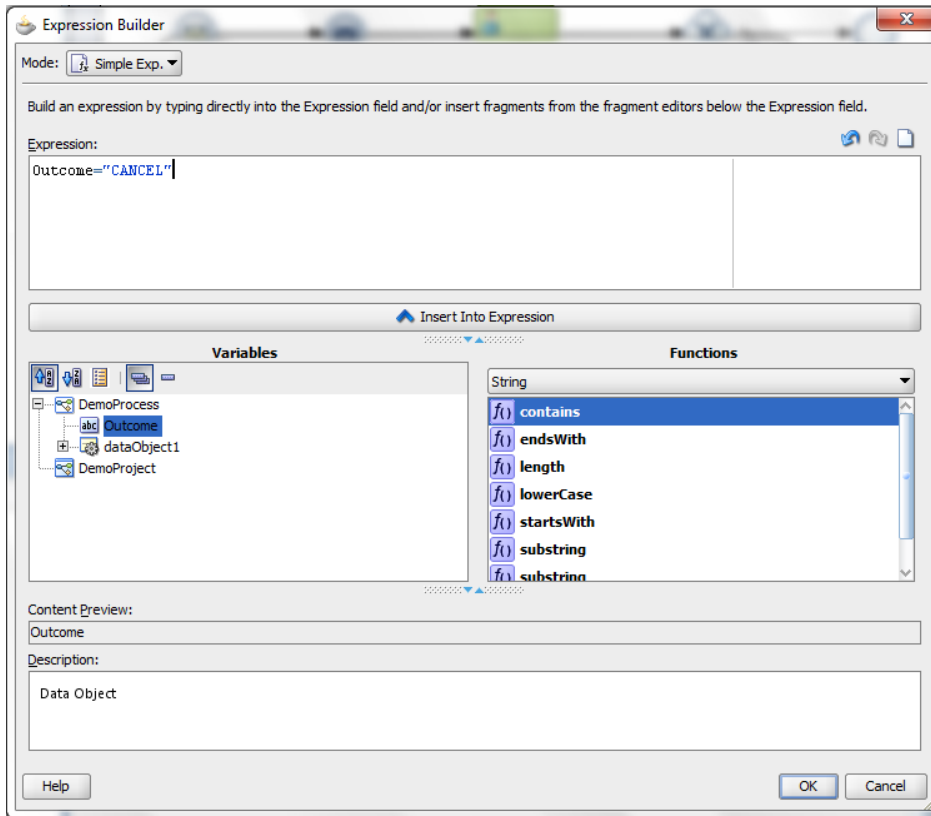 Expression Builder
Mode: Simple Exp.
Build an expression by typing directly into the Expression field and/or insert fragments from the fragment editors below the Expression field.
Expression:
Outcome="CANCEL"
Insert Into Expression
Variables
DemoProcess
abc Outcome
dataObject1
DemoProject
Functions
String
f() contains
f() endsWith
f() length
f() lowerCase
f() startsWith
f() substring
f() substring
Content Preview:
Outcome
Description:
Data Object
Help OK Cancel